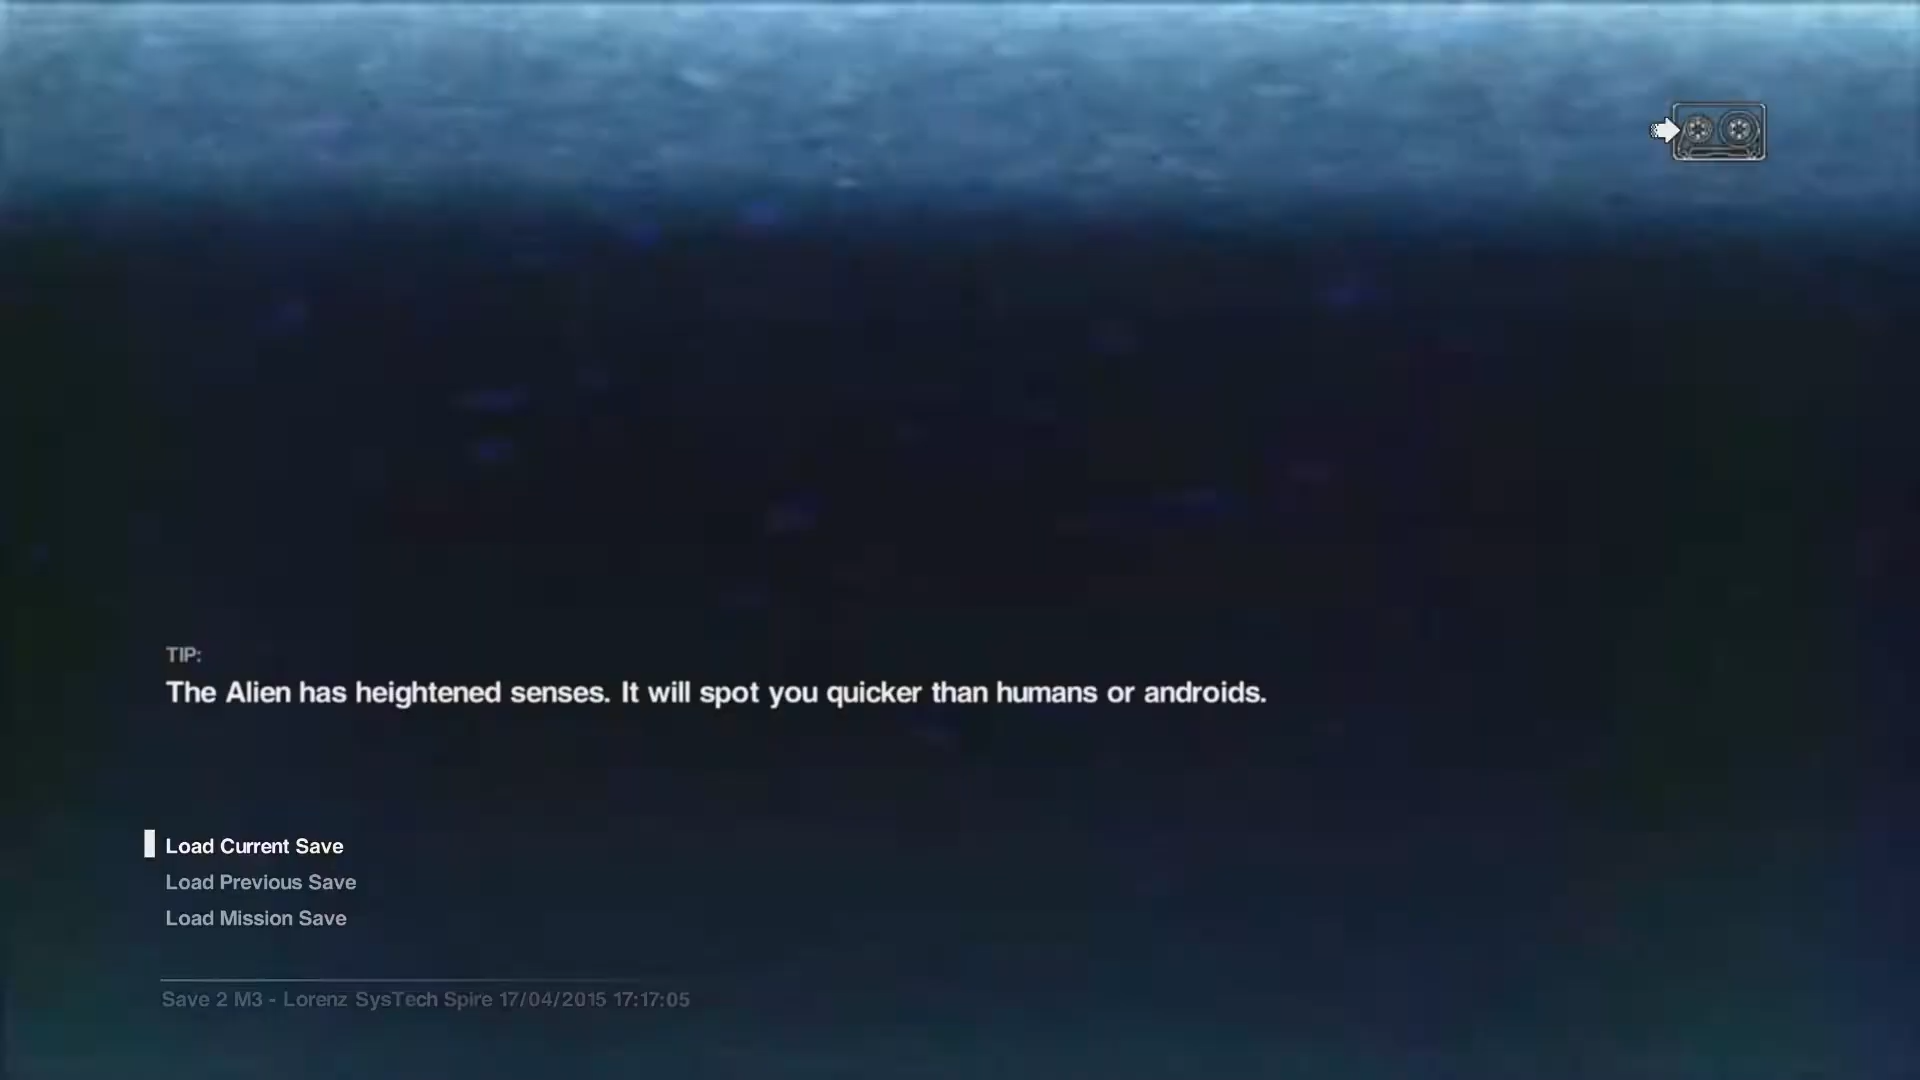 TIP:
The Alien has heightened senses. It will spot you quicker than humans or androids.
Load Current Save
Load Previous Save
Load Mission Save
Save 2 M3 - Lorenz SysTech Spire 17/04/2015 17:17:05